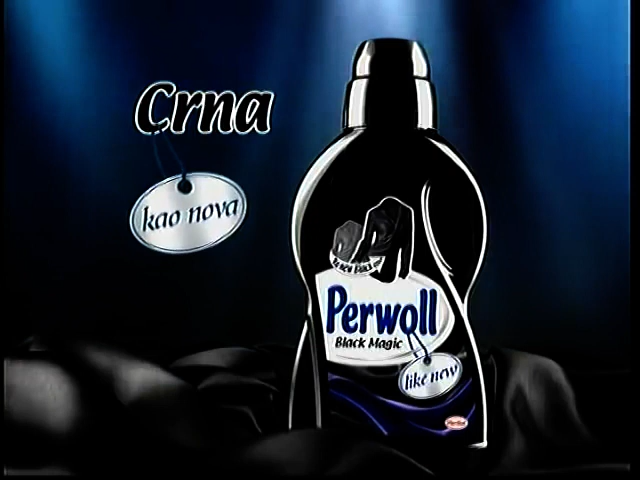 Crna
kao nova
Perwoll
Black Magic
like new